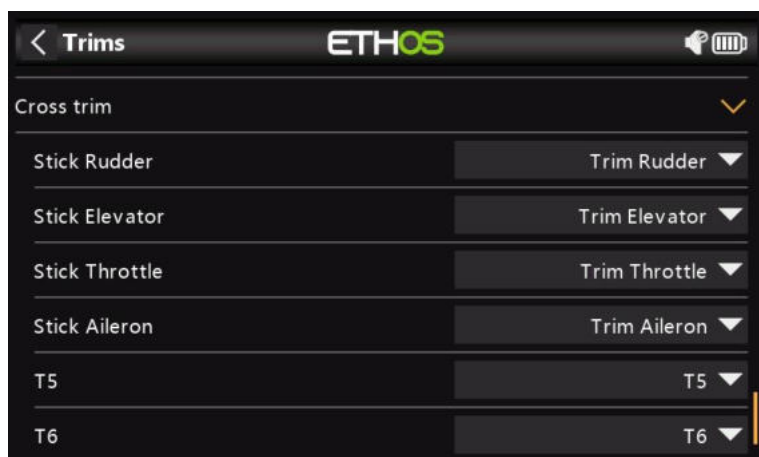 Trims ETHOS
Cross trim
Stick Rudder Trim Rudder
Stick Elevator Trim Elevator
Stick Throttle Trim Throttle
Stick Aileron Trim Aileron
T5 T5
T6 T6